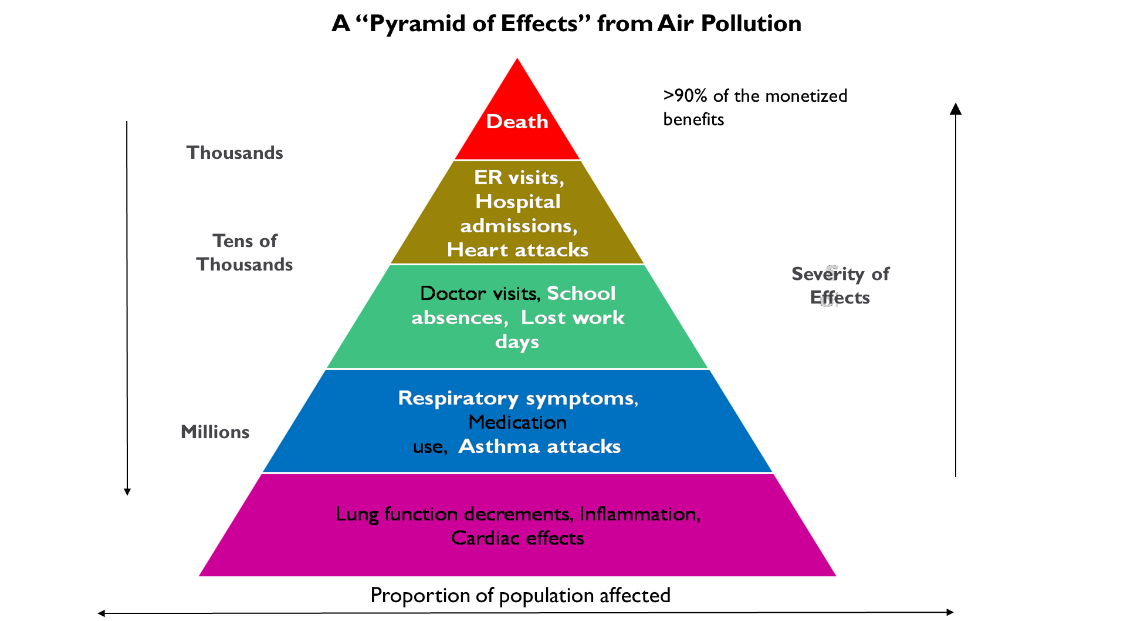 A “Pyramid of Effects” from Air Pollution
>90% of the monetized
benefits
Death
Thousands
ER visits,
Hospital
admissions,
Heart attacks
Tens of
Thousands
Severity of
Effects
Doctor visits, School
absences, Lost work
days
Respiratory symptoms,
Medication
use, Asthma attacks
Millions
Lung function decrements, Inflammation,
Cardiac effects
Proportion of population affected